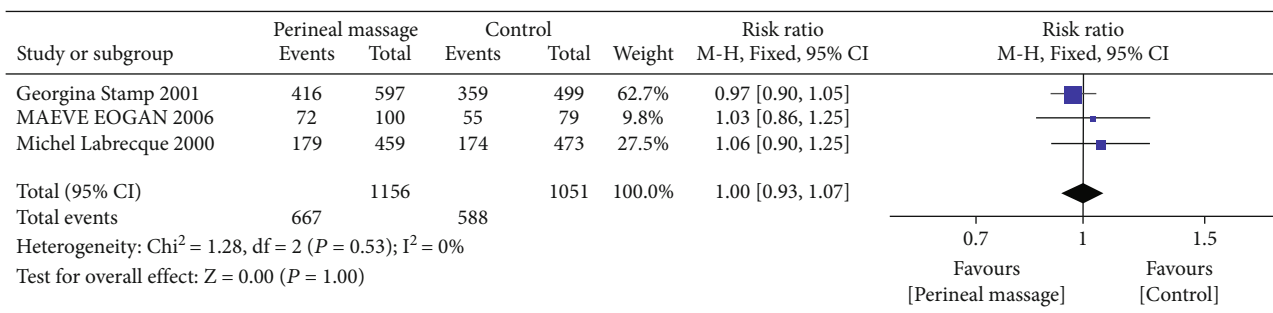 Perineal massage Control Risk ratio Risk ratio
Study or subgroup Events Total Events Total Weight M-H, Fixed, 95% CI M-H, Fixed, 95% CI
Georgina Stamp 2001 416 597 359 499 62.7% 0.97 [0.90, 1.05]
MAEVE EOGAN 2006 72 100 55 79 9.8% 1.03 [0.86, 1.25]
Michel Labrecque 2000 179 459 174 473 27.5% 1.06 [0.90, 1.25]
Total (95% CI) 1156 1051 100.0% 1.00 [0.93, 1.07]
Total events 667 588
Heterogeneity: Chi² = 1.28, df = 2 (P = 0.53); I² = 0%
Test for overall effect: Z = 0.00 (P = 1.00)
0.7 1 1.5
Favours Favours
[Perineal massage] [Control]